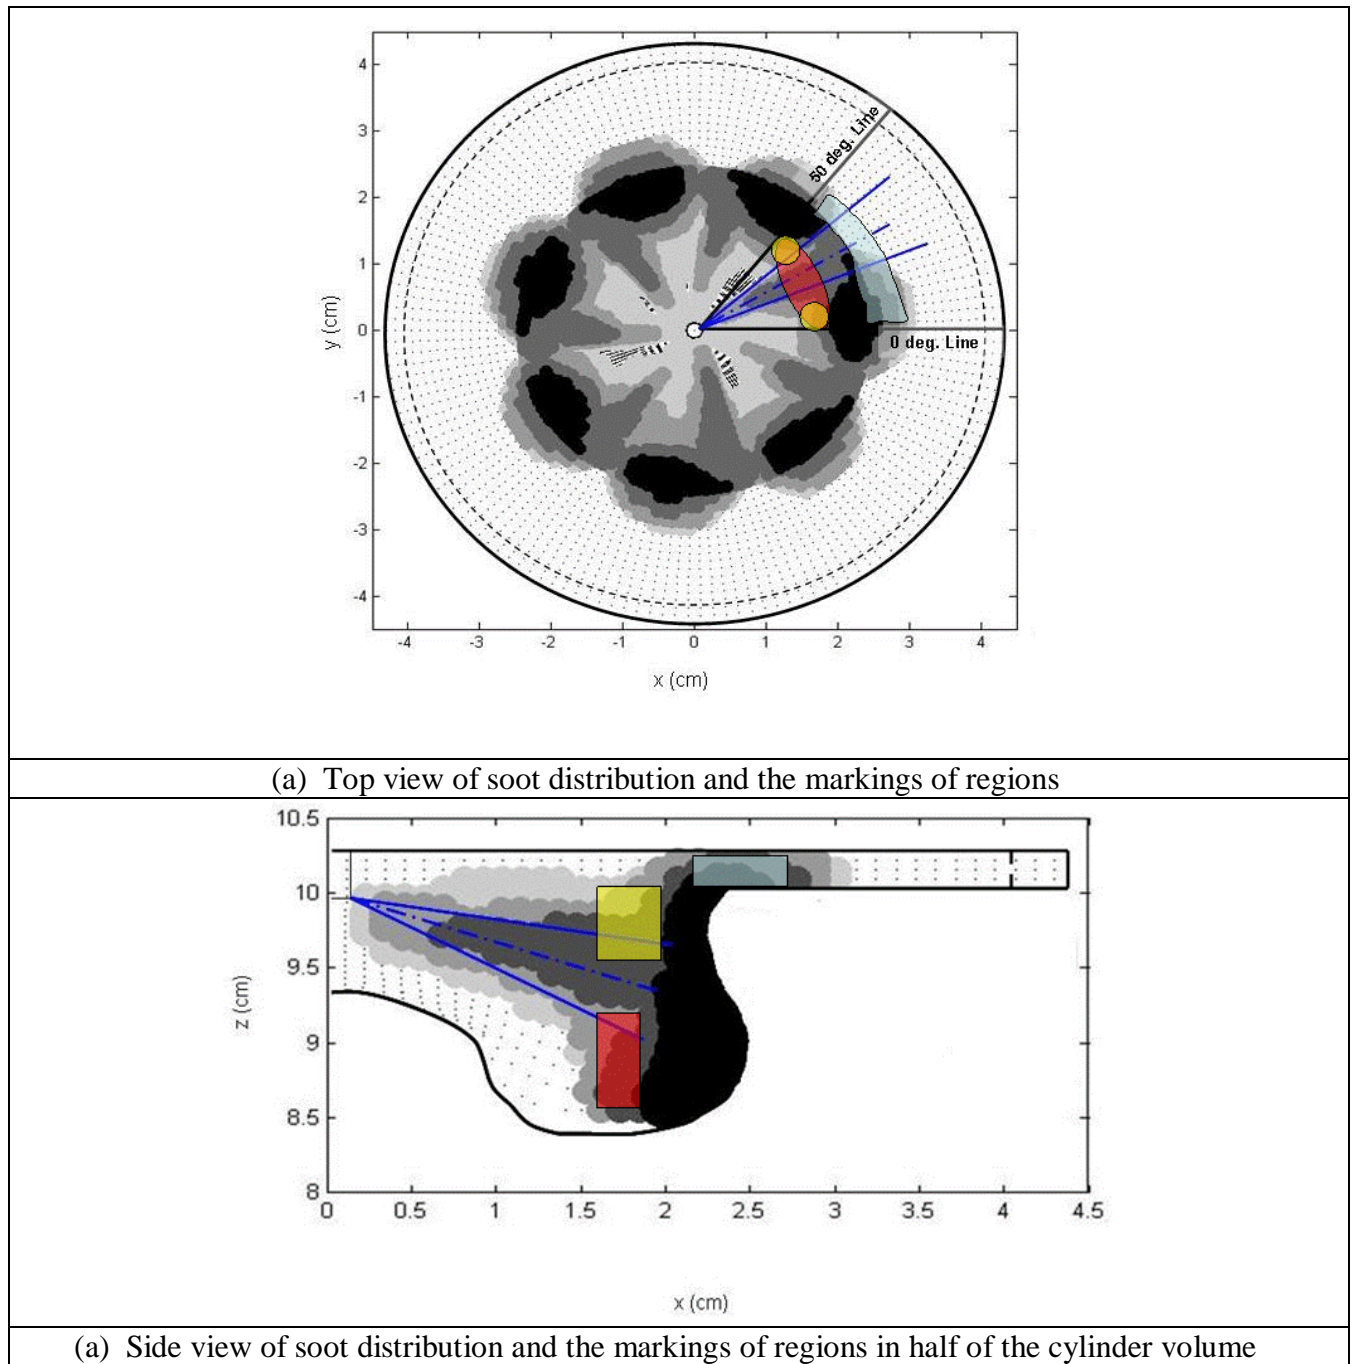 4
3
2
1
0
-1
-2
-3
-4
y (cm)
50 deg. Line
0 deg. Line
-4 -3 -2 -1 0 1 2 3 4
x (cm)
(a) Top view of soot distribution and the markings of regions
10.5
10
9.5
9
8.5
8
z (cm)
0 0.5 1 1.5 2 2.5 3 3.5 4 4.5
x (cm)
(a) Side view of soot distribution and the markings of regions in half of the cylinder volume